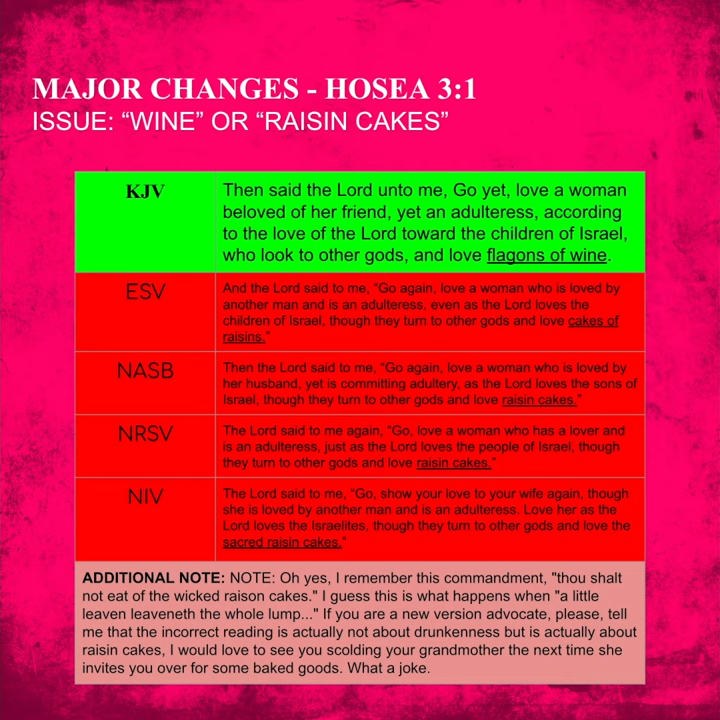 MAJOR CHANGES - HOSEA 3:1
ISSUE: “WINE” OR “RAISIN CAKES”
KJV
Then said the Lord unto me, Go yet, love a woman
beloved of her friend, yet an adulteress, according
to the love of the Lord toward the children of Israel,
who look to other gods, and love flagons of wine.
ESV
And the Lord said to me, “Go again, love a woman who is loved by
another man and is an adulteress, even as the Lord loves the
children of Israel, though they turn to other gods and love cakes of
raisins.”
NASB
Then the Lord said to me, “Go again, love a woman who is loved by
her husband, yet is committing adultery, as the Lord loves the sons of
Israel, though they turn to other gods and love raisin cakes.”
NRSV
The Lord said to me again, “Go, love a woman who has a lover and
is an adulteress, just as the Lord loves the people of Israel, though
they turn to other gods and love raisin cakes.”
NIV
The Lord said to me, “Go, show your love to your wife again, though
she is loved by another man and is an adulteress. Love her as the
Lord loves the Israelites, though they turn to other gods and love the
sacred raisin cakes.”
ADDITIONAL NOTE: NOTE: Oh yes, I remember this commandment, "thou shalt
not eat of the wicked raison cakes." I guess this is what happens when "a little
leaven leaveneth the whole lump..." If you are a new version advocate, please, tell
me that the incorrect reading is actually not about drunkenness but is actually about
raisin cakes, I would love to see you scolding your grandmother the next time she
invites you over for some baked goods. What a joke.